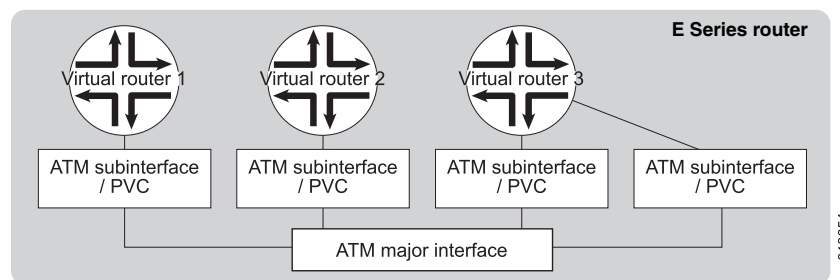 E Series router
Virtual router 1
Virtual router 2
Virtual router 3
ATM subinterface
/ PVC
ATM subinterface
/ PVC
ATM subinterface
/ PVC
ATM subinterface
/ PVC
ATM major interface